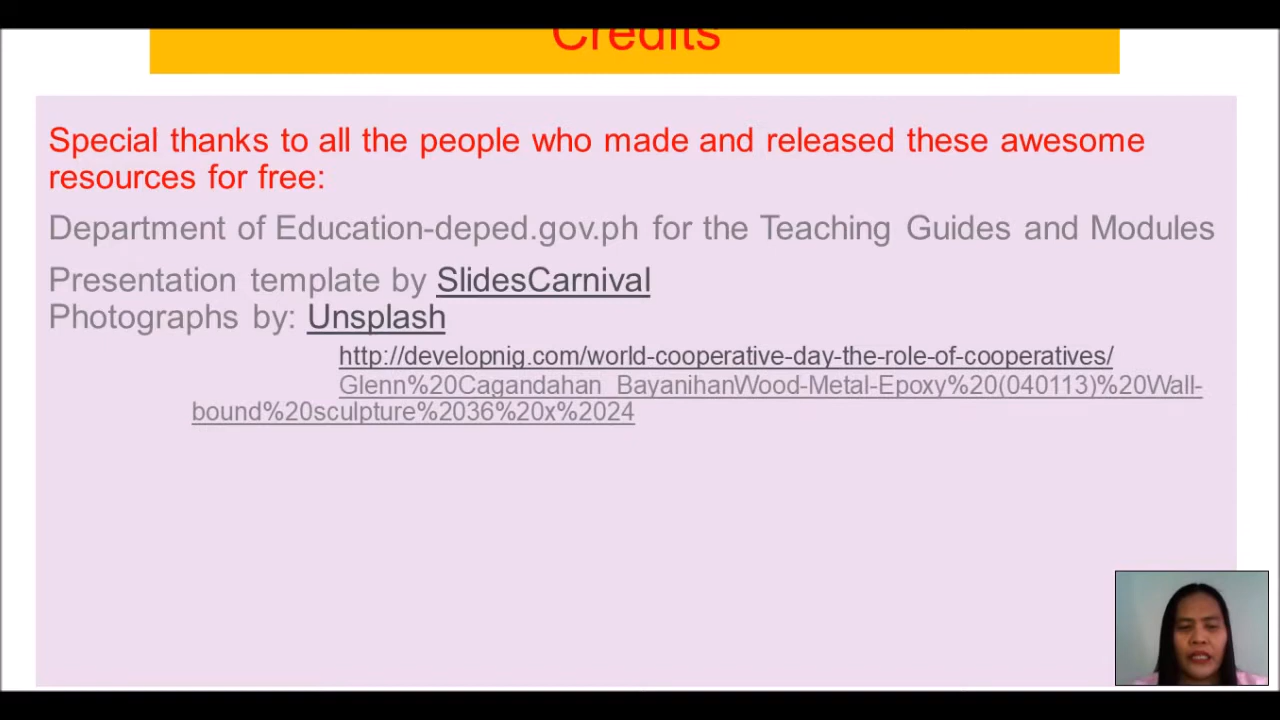 Credits
Special thanks to all the people who made and released these awesome
resources for free:
Department of Education-deped.gov.ph for the Teaching Guides and Modules
Presentation template by SlidesCarnival
Photographs by: Unsplash
http://developnig.com/world-cooperative-day-the-role-of-cooperatives/
Glenn%20Cagandahan_BayanihanWood-Metal-Epoxy%20(040113)%20Wall-
bound%20sculpture%2036%20x%2024